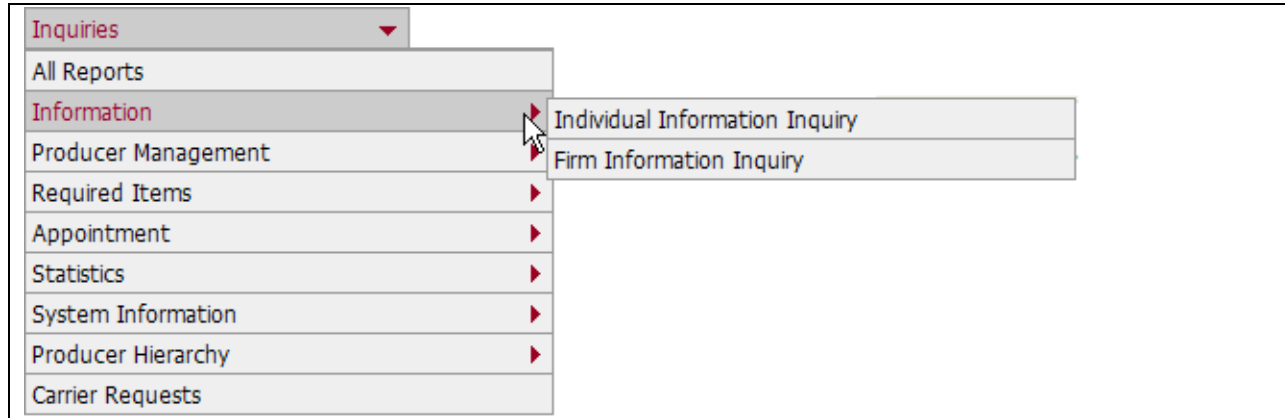 Inquiries
All Reports
Information
Individual Information Inquiry
Producer Management
Firm Information Inquiry
Required Items
Appointment
Statistics
System Information
Producer Hierarchy
Carrier Requests